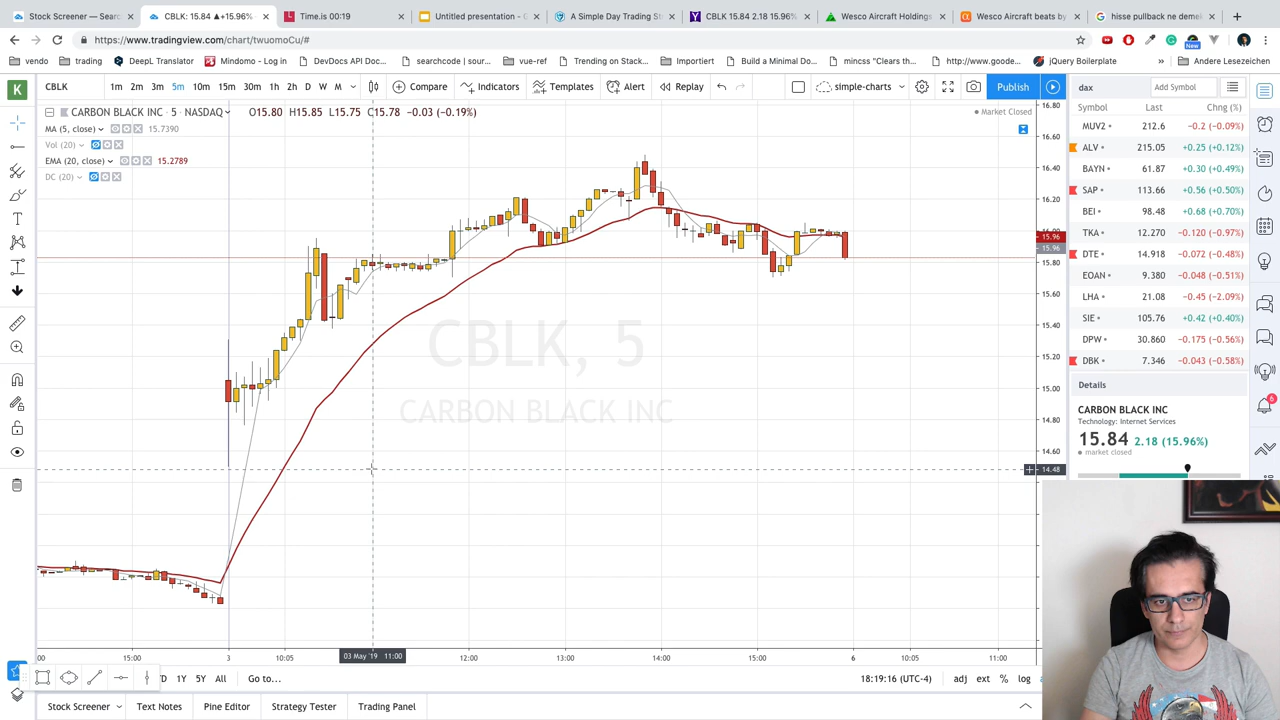 Stock Screener — Searc
CBLK: 15.84 ▲+15.96%
Time.is 00:19
Untitled presentation - G
A Simple Day Trading Str
CBLK 15.84 2.18 15.96%
Wesco Aircraft Holdings
Wesco Aircraft beats by
hisse pullback ne demek
https://www.tradingview.com/chart/twuomoCu/#
New
vendo
trading
DeepL Translator
Mindomo - Log in
DevDocs API Doc...
searchcode | sour...
vue-ref
Trending on Stack...
Importiert
Build a Minimal Do...
mincss "Clears th...
http://www.goode...
jQuery Boilerplate
»
Andere Lesezeichen
K
CBLK
1m 2m 3m 5m 10m 15m 30m 1h 2h D W M
Compare
Indicators
Templates
Alert
Replay
simple-charts
Publish
dax
Add Symbol
CARBON BLACK INC · 5 · NASDAQ
O15.80 H15.85 L15.75 C15.78 -0.03 (-0.19%)
Market Closed
MA (5, close)
15.7390
Vol (20)
EMA (20, close)
15.2789
DC (20)
16.80
16.60
16.40
16.20
15.96
15.96
15.80
15.60
15.40
15.20
15.00
14.80
14.60
14.48
CBLK, 5
CARBON BLACK INC
Symbol Last Chng (%)
MUV2 212.6 -0.2 (-0.09%)
ALV 215.05 +0.25 (+0.12%)
BAYN 61.87 +0.30 (+0.49%)
SAP 113.66 +0.56 (+0.50%)
BEI 98.48 +0.68 (+0.70%)
TKA 12.270 -0.120 (-0.97%)
DTE 14.918 -0.072 (-0.48%)
EOAN 9.380 -0.048 (-0.51%)
LHA 21.08 -0.45 (-2.09%)
SIE 105.76 +0.42 (+0.40%)
DPW 30.860 -0.175 (-0.56%)
DBK 7.346 -0.043 (-0.58%)
Details
CARBON BLACK INC
Technology: Internet Services
15.84 2.18 (15.96%)
market closed
6
:00 15:00 3 10:05 03 May '19 11:00 12:00 13:00 14:00 15:00 6 10:05 11:00
D 1Y 5Y All
Go to...
18:19:16 (UTC-4)
adj ext % log
Stock Screener
Text Notes
Pine Editor
Strategy Tester
Trading Panel